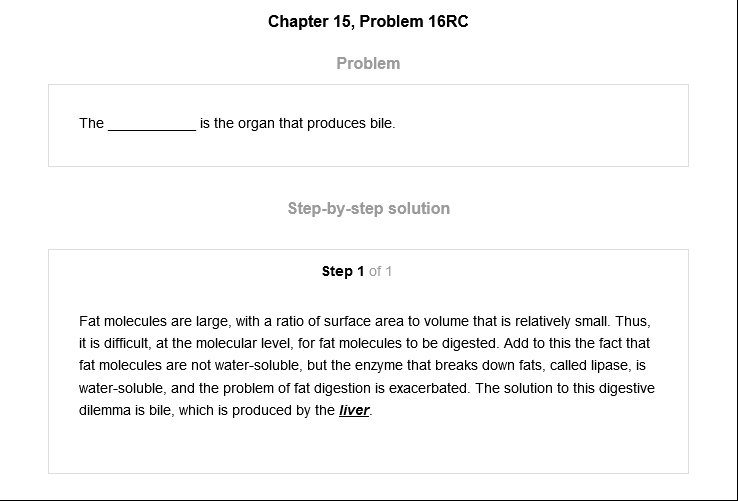 Chapter 15, Problem 16RC
Problem
The ___________ is the organ that produces bile.
Step-by-step solution
Step 1 of 1
Fat molecules are large, with a ratio of surface area to volume that is relatively small. Thus,
it is difficult, at the molecular level, for fat molecules to be digested. Add to this the fact that
fat molecules are not water-soluble, but the enzyme that breaks down fats, called lipase, is
water-soluble, and the problem of fat digestion is exacerbated. The solution to this digestive
dilemma is bile, which is produced by the liver.